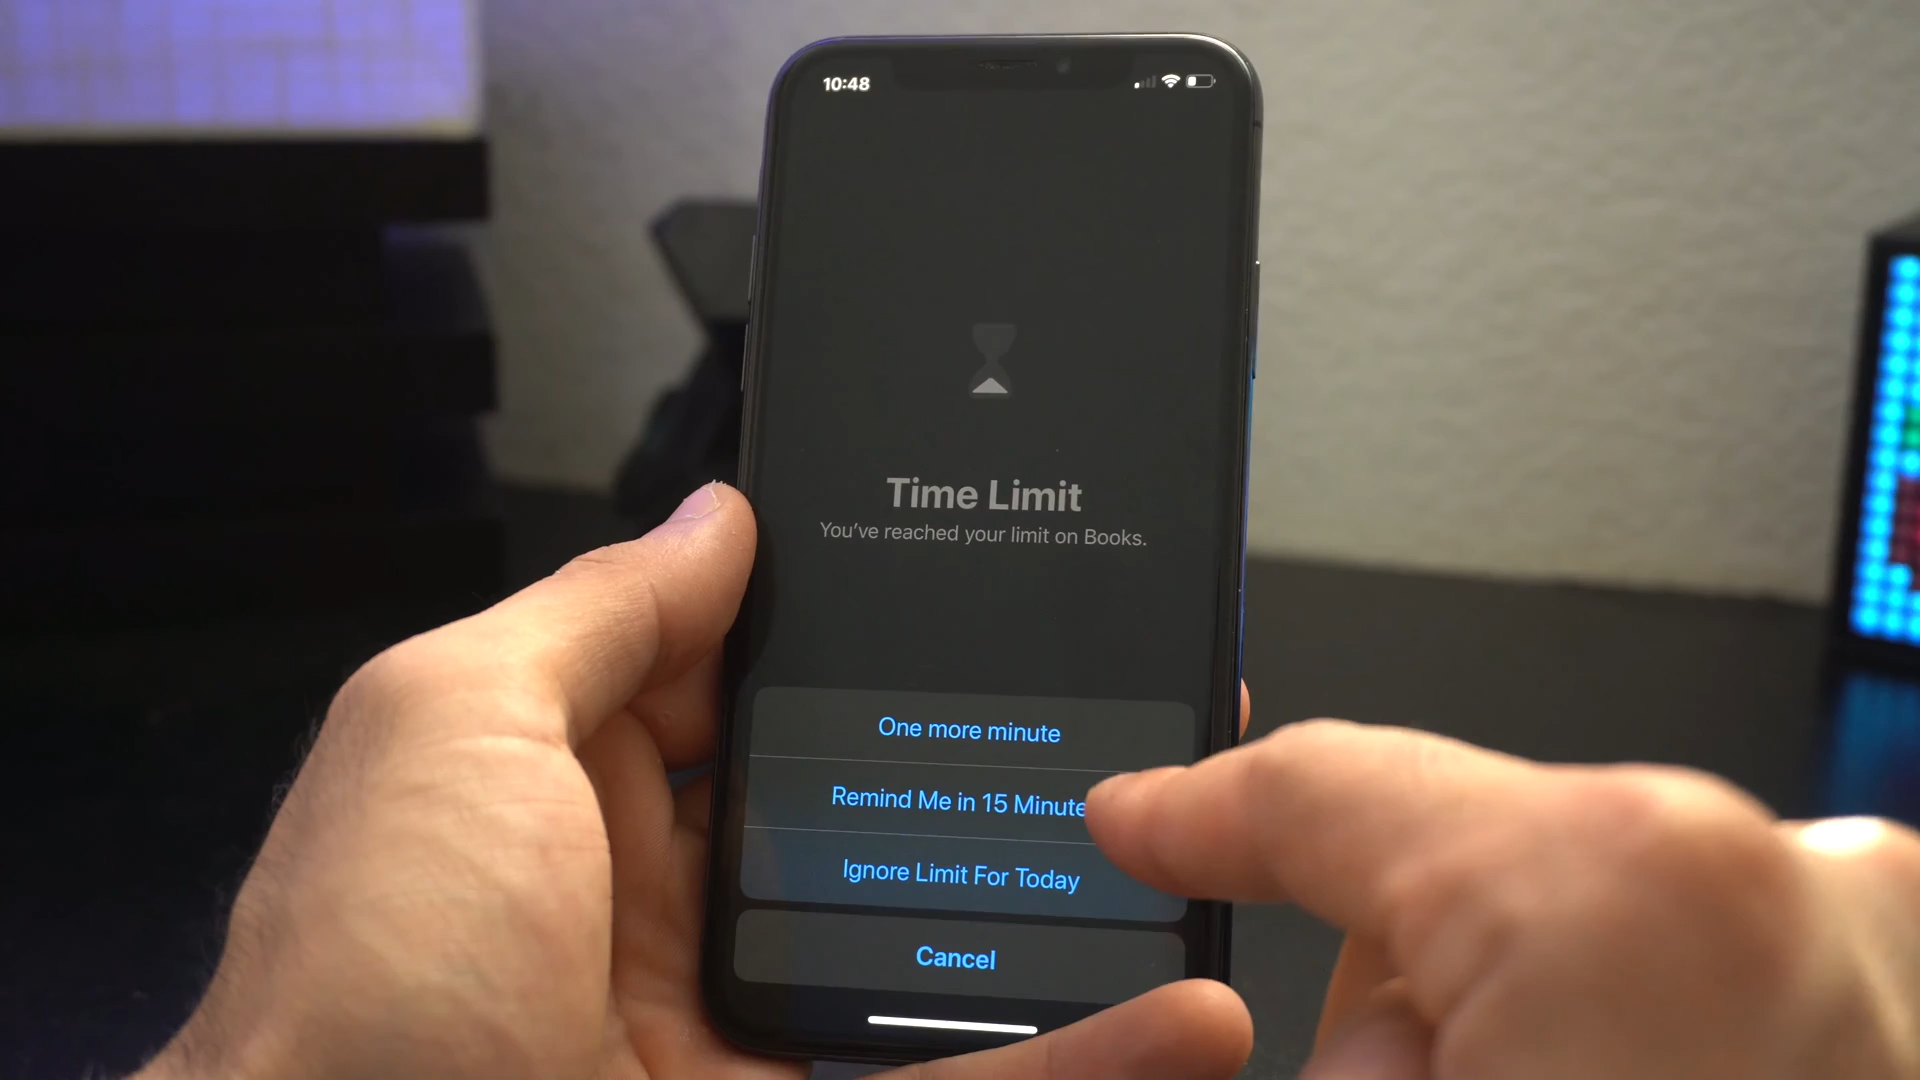 10:48
Time Limit
You've reached your limit on Books.
One more minute
Remind Me in 15 Minute
Ignore Limit For Today
Cancel